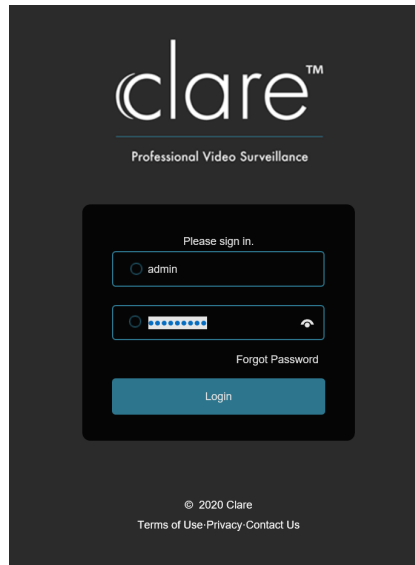 clare™
Professional Video Surveillance
Please sign in.
admin
•••••••••
Forgot Password
Login
© 2020 Clare
Terms of Use·Privacy·Contact Us